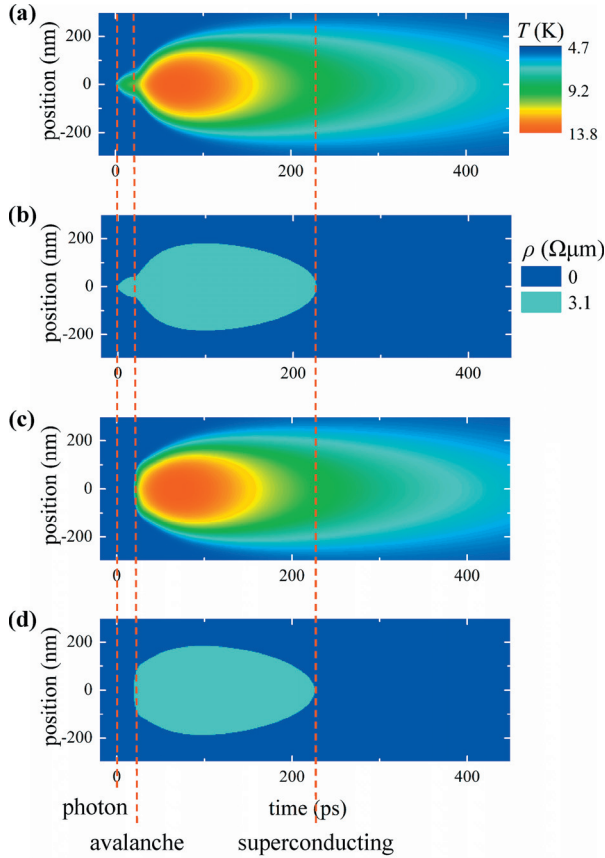 (a)
T (K)
4.7
9.2
13.8
position (nm)
200
0
-200
0
200
400
(b)
ρ (Ωμm)
0
3.1
position (nm)
200
0
-200
0
200
400
(c)
position (nm)
200
0
-200
0
200
400
(d)
position (nm)
200
0
-200
0
200
400
photon
time (ps)
avalanche
superconducting